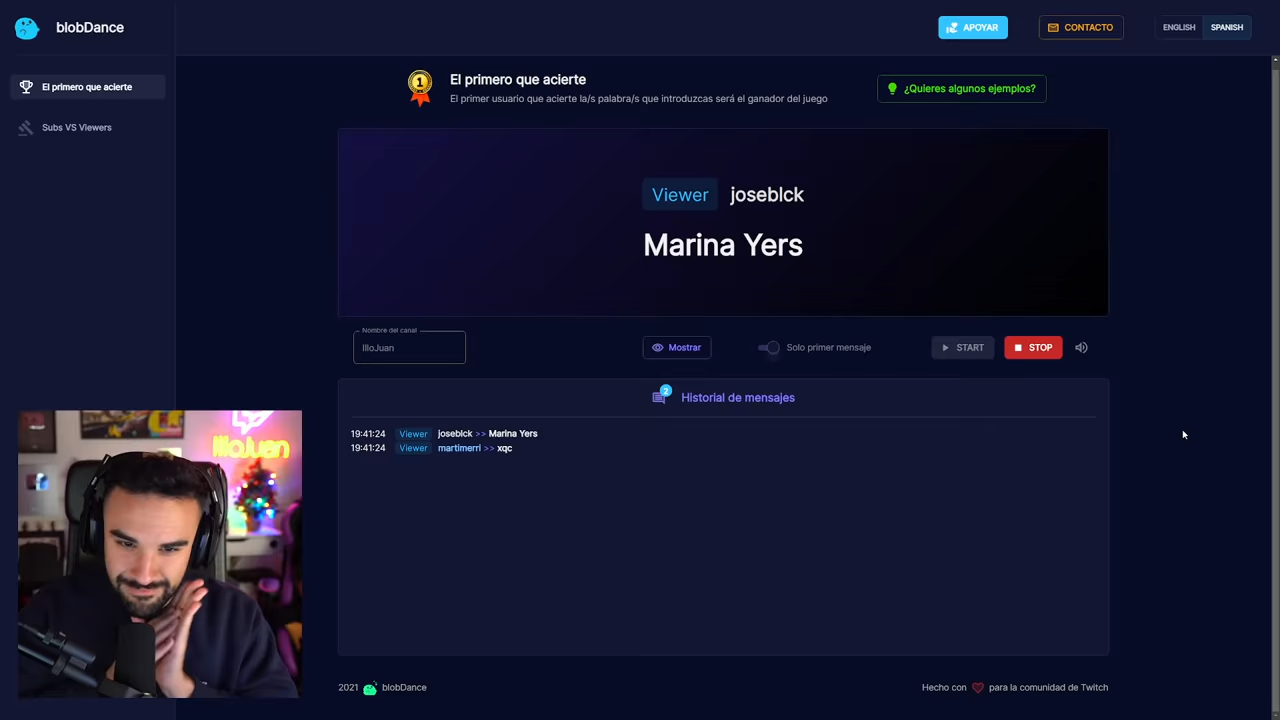 blobDance
APOYAR
CONTACTO
ENGLISH
SPANISH
El primero que acierte
Subs VS Viewers
1
El primero que acierte
El primer usuario que acierte la/s palabra/s que introduzcas será el ganador del juego
¿Quieres algunos ejemplos?
Viewer joseblck
Marina Yers
Nombre del canal
IlloJuan
Mostrar
Solo primer mensaje
START
STOP
2
Historial de mensajes
19:41:24 Viewer joseblck >> Marina Yers
19:41:24 Viewer martimerri >> xqc
IlloJuan
2021 blobDance
Hecho con para la comunidad de Twitch